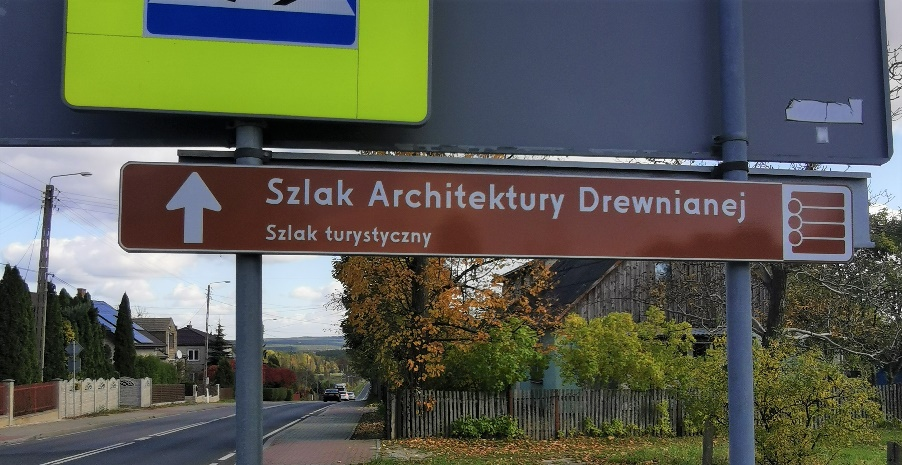 Szlak Architektury Drewnianej
Szlak turystyczny